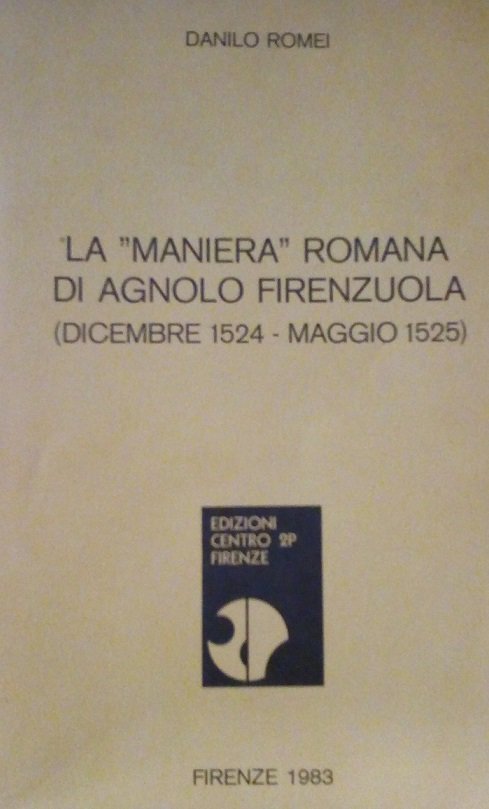 DANILO ROMEI
LA "MANIERA" ROMANA
DI AGNOLO FIRENZUOLA
(DICEMBRE 1524 - MAGGIO 1525)
EDIZIONI
CENTRO 2P
FIRENZE
FIRENZE 1983